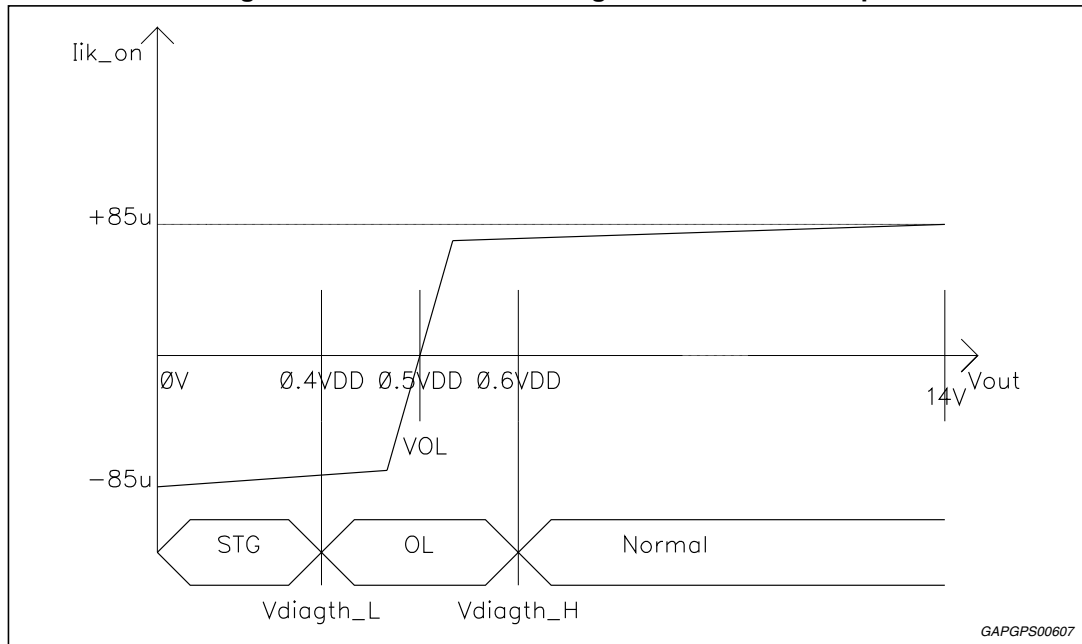 Iik_on
+85u
ØV Ø.4VDD Ø.5VDD Ø.6VDD 14V Vout
VOL
-85u
STG OL Normal
Vdiagth_L Vdiagth_H
GAPGPS00607